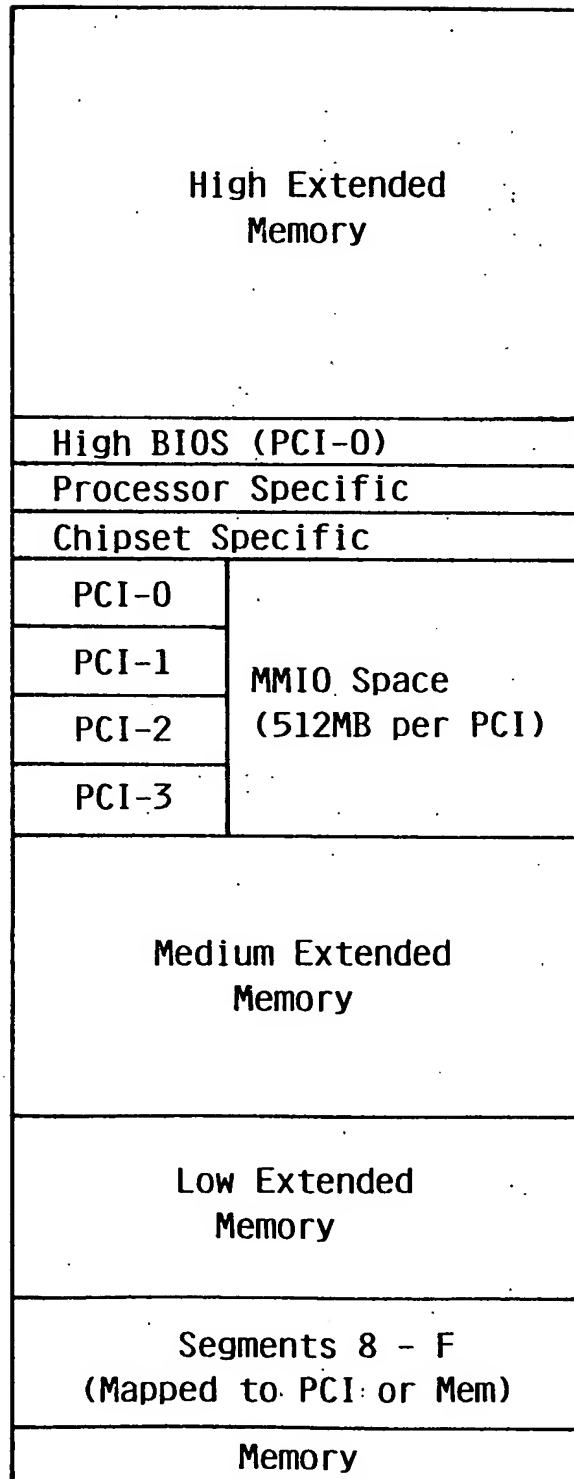 High Extended
Memory
High BIOS (PCI-0)
Processor Specific
Chipset Specific
PCI-0
PCI-1
PCI-2
PCI-3
MMIO Space
(512MB per PCI)
Medium Extended
Memory
Low Extended
Memory
Segments 8 - F
(Mapped to PCI or Mem)
Memory